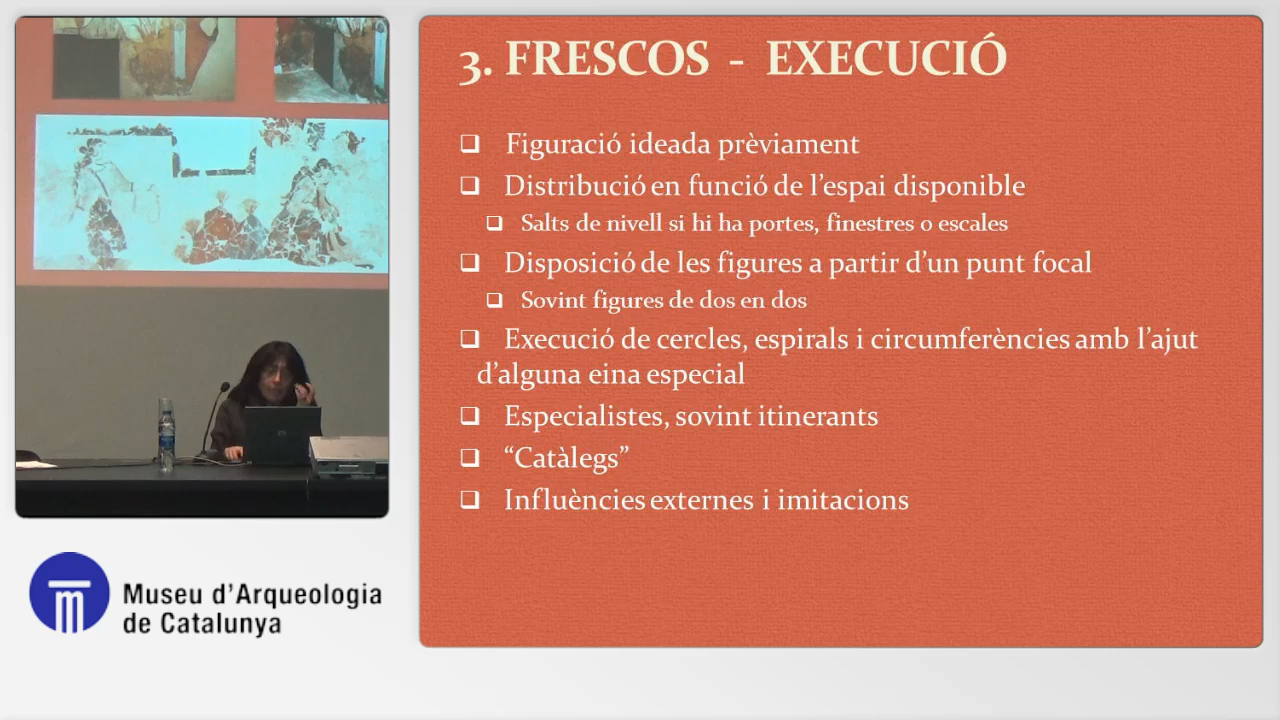 3. FRESCOS - EXECUCIÓ
Figuració ideada prèviament
Distribució en funció de l’espai disponible
Salts de nivell si hi ha portes, finestres o escales
Disposició de les figures a partir d’un punt focal
Sovint figures de dos en dos
Execució de cercles, espirals i circumferències amb l’ajut
d’alguna eina especial
Especialistes, sovint itinerants
“Catàlegs”
Influències externes i imitacions
Museu d’Arqueologia
de Catalunya